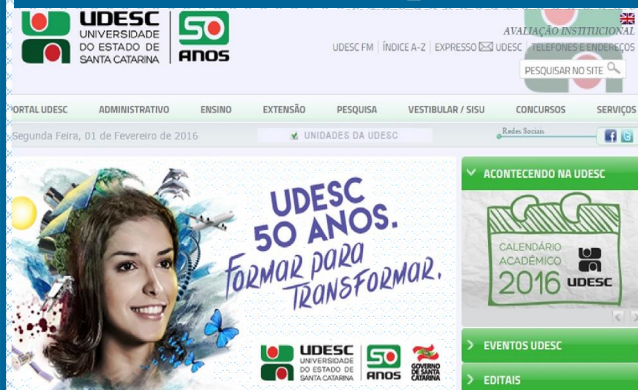 UDESC
UNIVERSIDADE
DO ESTADO DE
SANTA CATARINA
50
ANOS
AVALIAÇÃO INSTITUCIONAL
UDESC FM | ÍNDICE A-Z | EXPRESSO UDESC | TELEFONES E ENDEREÇOS
PESQUISAR NO SITE
PORTAL UDESC ADMINISTRATIVO ENSINO EXTENSÃO PESQUISA VESTIBULAR / SISU CONCURSOS SERVIÇOS
Segunda Feira, 01 de Fevereiro de 2016 UNIDADES DA UDESC Redes Sociais
UDESC
50 ANOS.
FORMAR PARA
TRANSFORMAR.
UDESC
UNIVERSIDADE
DO ESTADO DE
SANTA CATARINA
50
ANOS
GOVERNO
DE SANTA
CATARINA
ACONTECENDO NA UDESC
CALENDÁRIO
ACADÊMICO
2016 UDESC
EVENTOS UDESC
EDITAIS